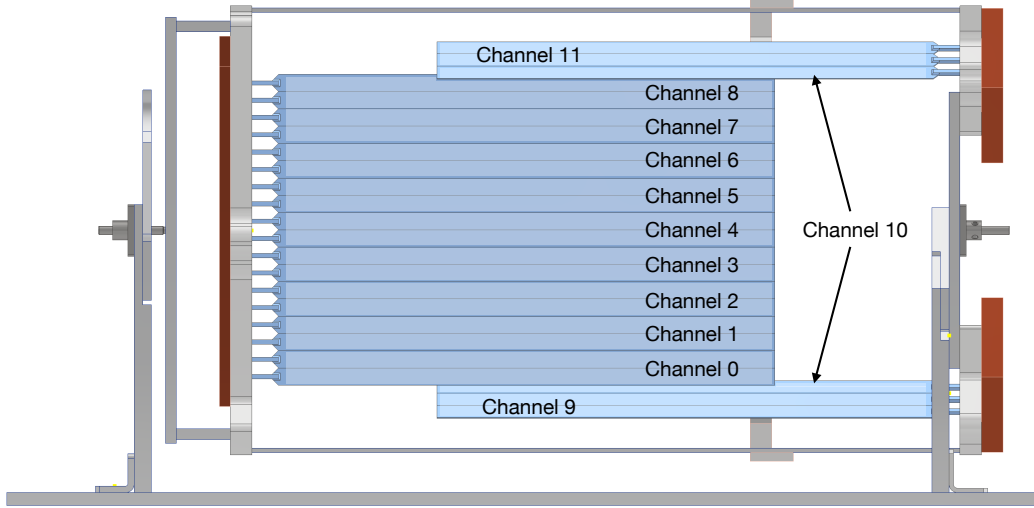 Channel 11
Channel 8
Channel 7
Channel 6
Channel 5
Channel 4
Channel 10
Channel 3
Channel 2
Channel 1
Channel 0
Channel 9